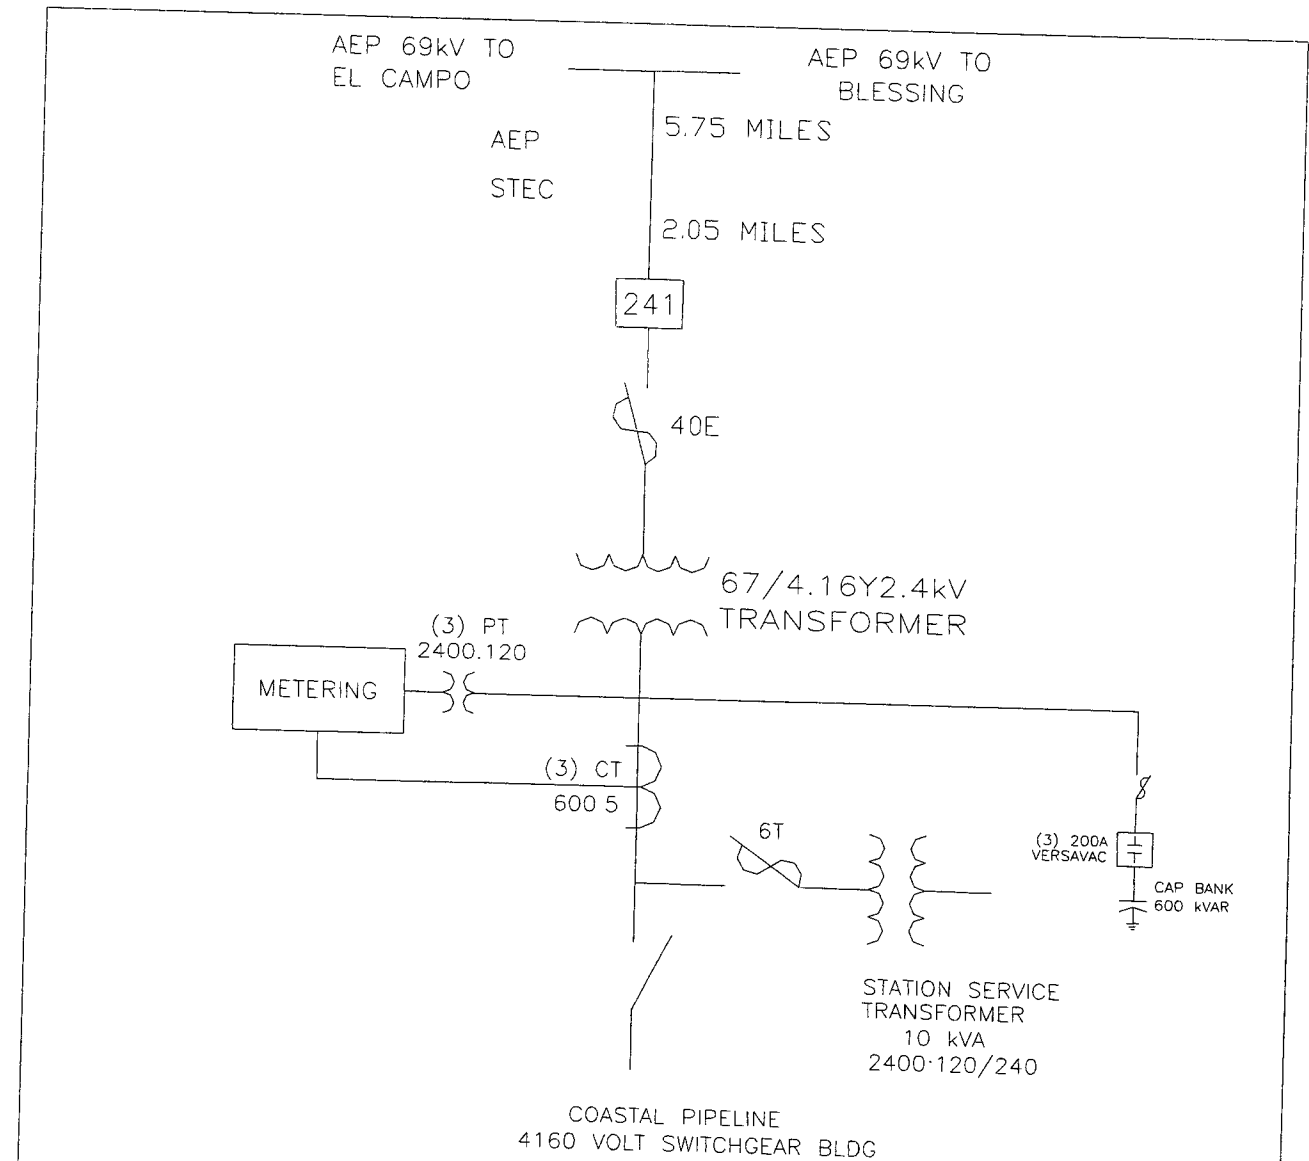 AEP 69kV TO
EL CAMPO
AEP 69kV TO
BLESSING
5.75 MILES
AEP
STEC
2.05 MILES
241
40E
67/4.16Y2.4kV
TRANSFORMER
(3) PT
2400.120
METERING
(3) CT
600 5
6T
(3) 200A
VERSAVAC
CAP BANK
600 kVAR
STATION SERVICE
TRANSFORMER
10 kVA
2400·120/240
COASTAL PIPELINE
4160 VOLT SWITCHGEAR BLDG